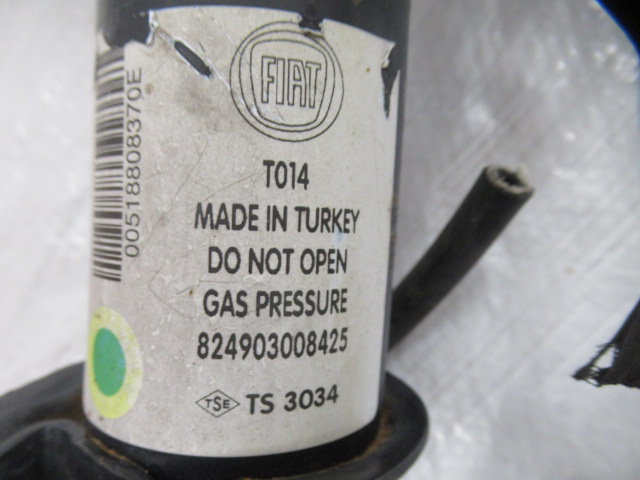 FIAT
T014
MADE IN TURKEY
DO NOT OPEN
GAS PRESSURE
824903008425
TSE TS 3034
00518808370E